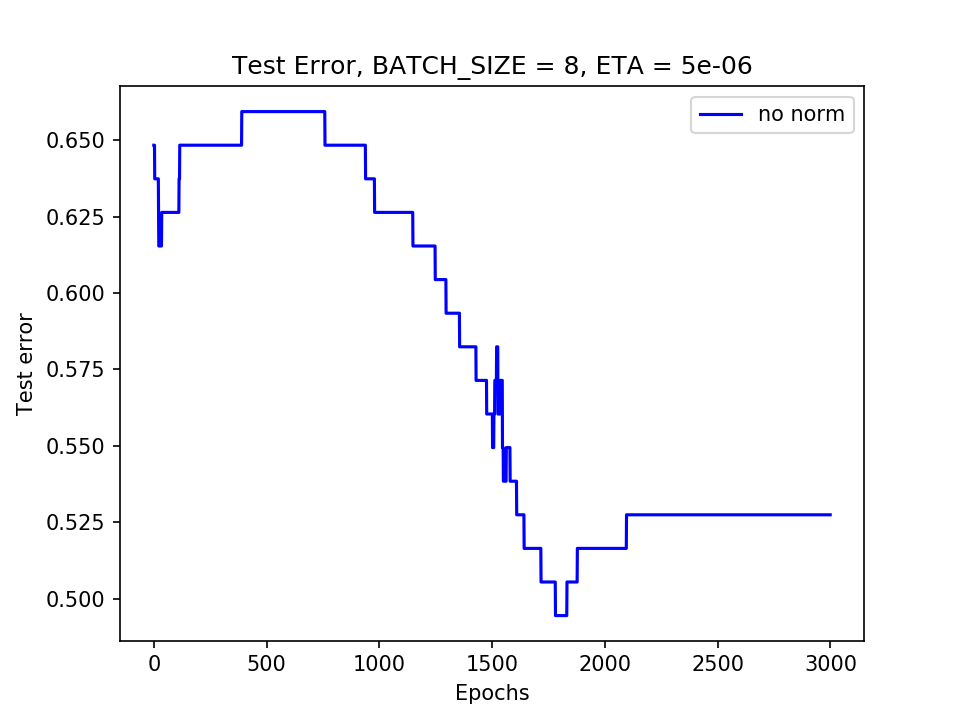 Test Error, BATCH_SIZE = 8, ETA = 5e-06
no norm
0.650
0.625
0.600
0.575
0.550
0.525
0.500
Test error
0 500 1000 1500 2000 2500 3000
Epochs